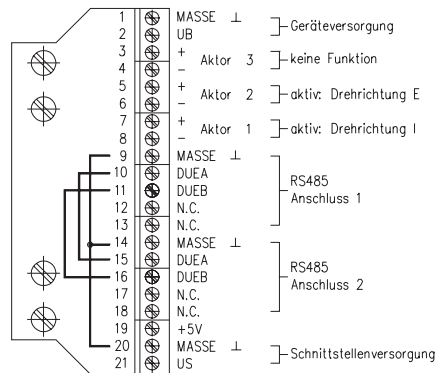 1 MASSE ⊥
2 UB
Geräteversorgung
3 +
4 −
Aktor 3
keine Funktion
5 +
6 −
Aktor 2
aktiv: Drehrichtung E
7 +
8 −
Aktor 1
aktiv: Drehrichtung I
9 MASSE ⊥
10 DUEA
11 DUEB
12 N.C.
13 N.C.
RS485
Anschluss 1
14 MASSE ⊥
15 DUEA
16 DUEB
17 N.C.
18 N.C.
RS485
Anschluss 2
19 +5V
20 MASSE ⊥
21 US
Schnittstellenversorgung